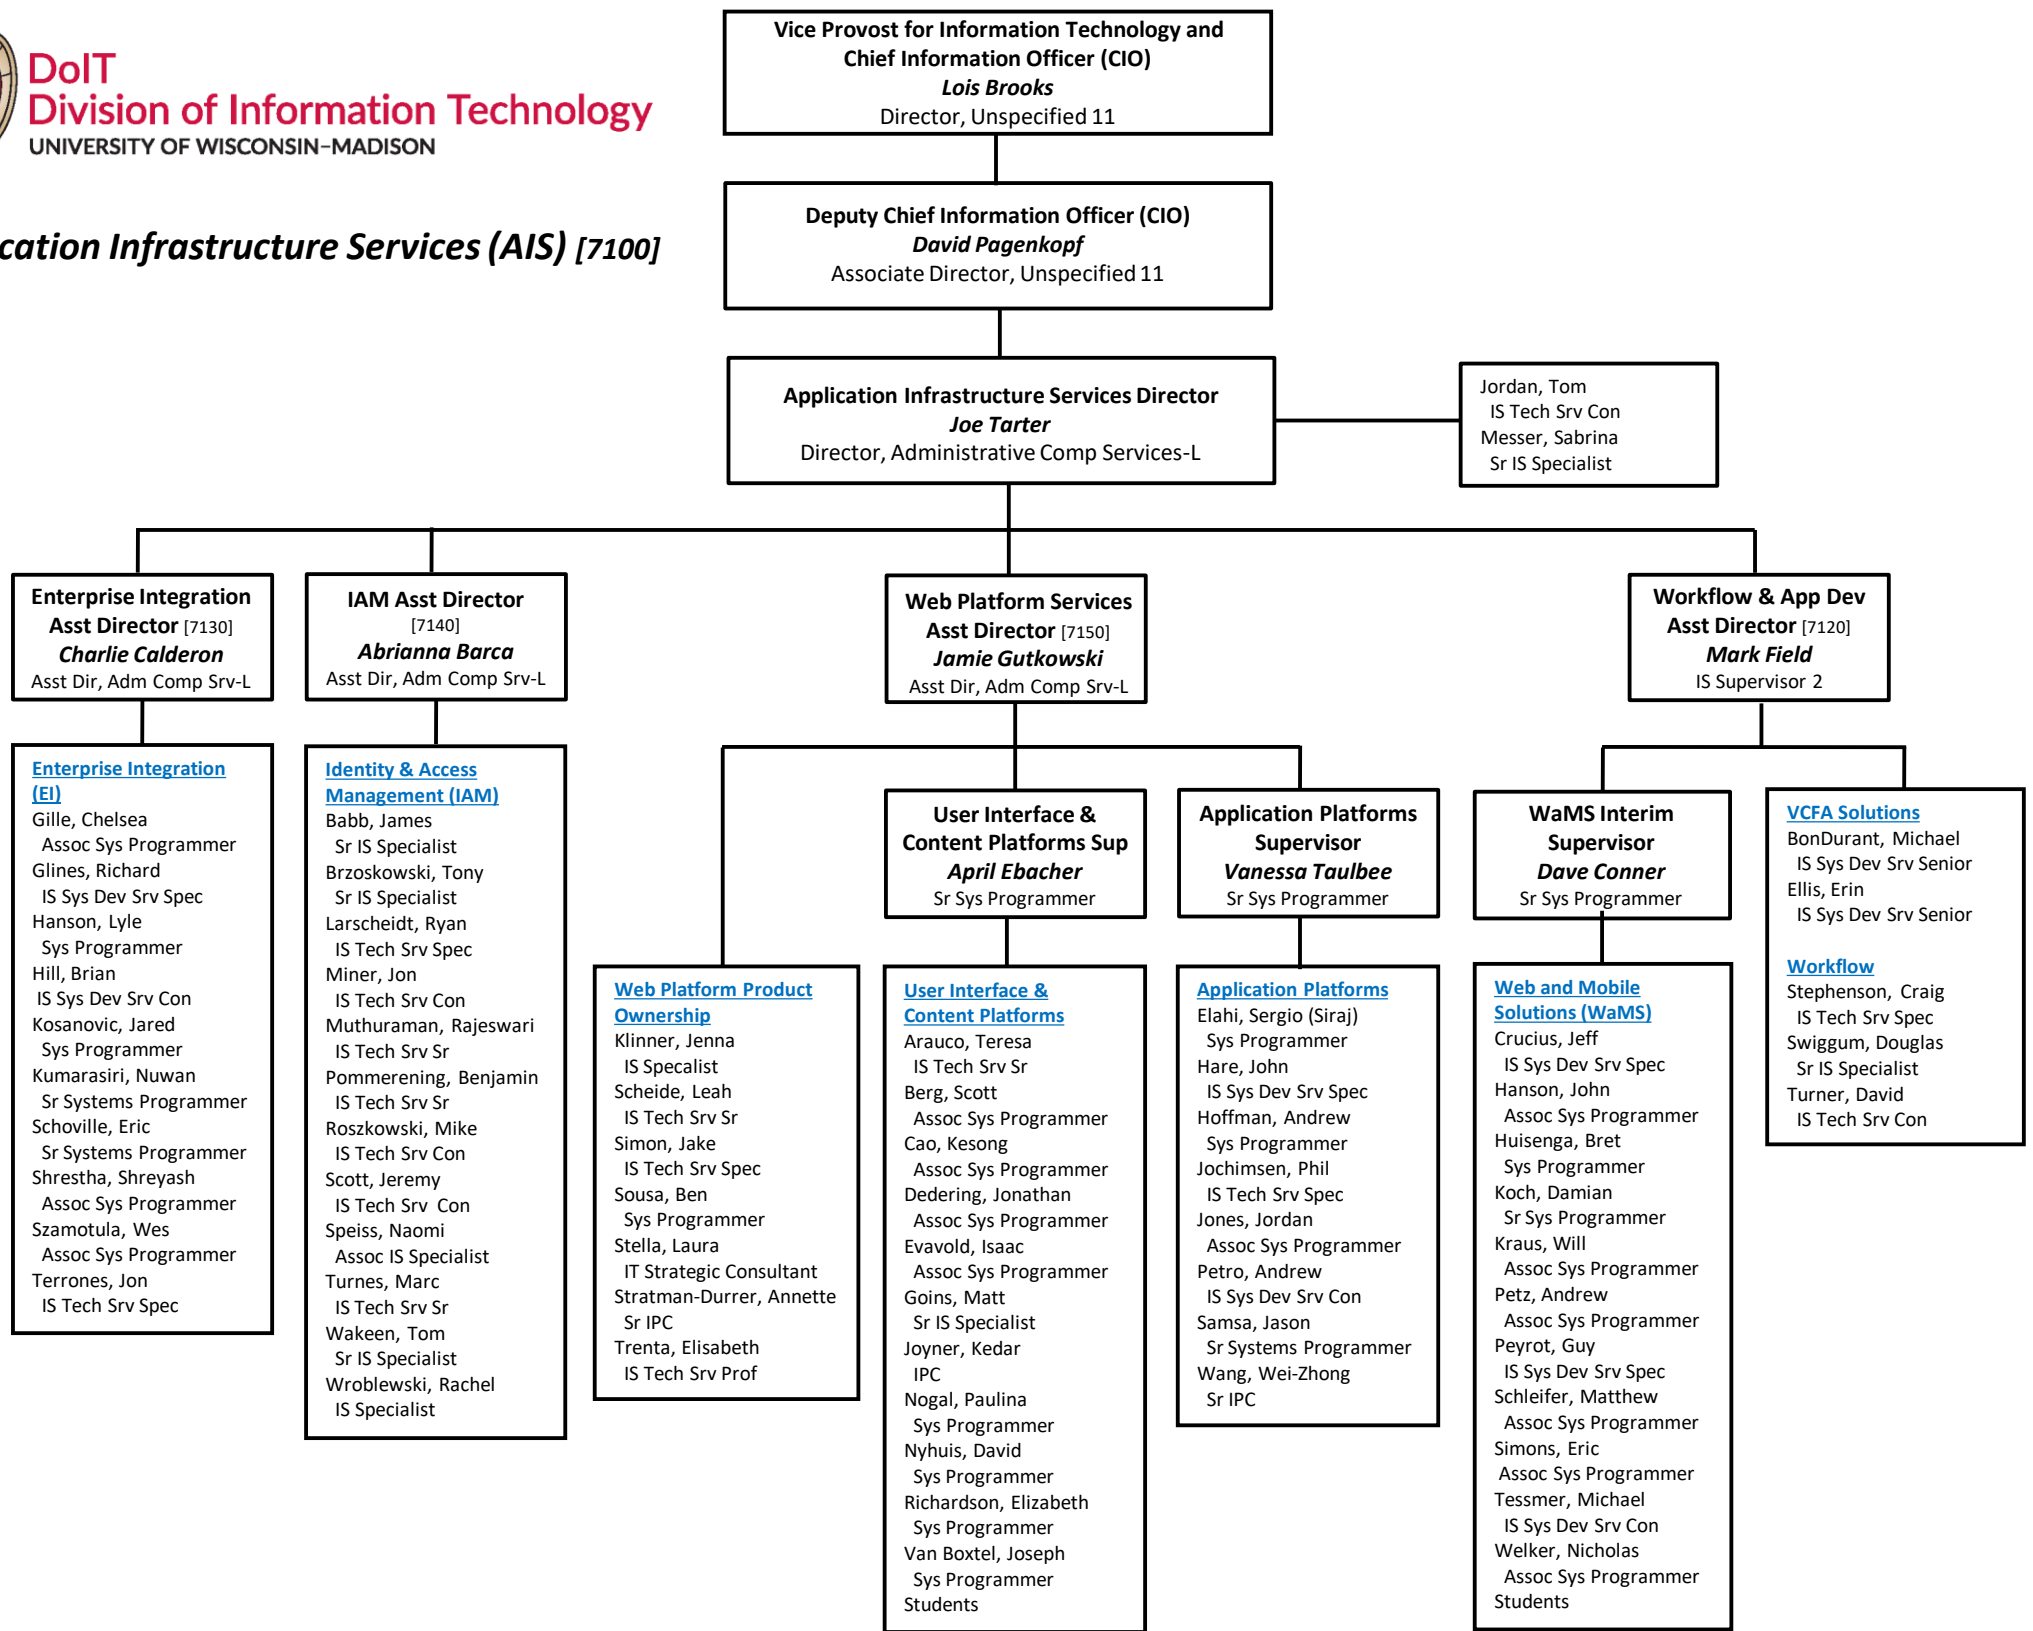 DoIT
Division of Information Technology
UNIVERSITY OF WISCONSIN–MADISON
Infrastructure Services (AIS) [7100]
Vice Provost for Information Technology and
Chief Information Officer (CIO)
Lois Brooks
Director, Unspecified 11
Deputy Chief Information Officer (CIO)
David Pagenkopf
Associate Director, Unspecified 11
Application Infrastructure Services Director
Joe Tarter
Director, Administrative Comp Services-L
Jordan, Tom
IS Tech Srv Con
Messer, Sabrina
Sr IS Specialist
Enterprise Integration
Asst Director [7130]
Charlie Calderon
Asst Dir, Adm Comp Srv-L
IAM Asst Director
[7140]
Abrianna Barca
Asst Dir, Adm Comp Srv-L
Web Platform Services
Asst Director [7150]
Jamie Gutkowski
Asst Dir, Adm Comp Srv-L
Workflow & App Dev
Asst Director [7120]
Mark Field
IS Supervisor 2
Enterprise Integration
(EI)
Gille, Chelsea
Assoc Sys Programmer
Glines, Richard
IS Sys Dev Srv Spec
Hanson, Lyle
Sys Programmer
Hill, Brian
IS Sys Dev Srv Con
Kosanovic, Jared
Sys Programmer
Kumarasiri, Nuwan
Sr Systems Programmer
Schoville, Eric
Sr Systems Programmer
Shrestha, Shreyash
Assoc Sys Programmer
Szamotula, Wes
Assoc Sys Programmer
Terrones, Jon
IS Tech Srv Spec
Identity & Access
Management (IAM)
Babb, James
Sr IS Specialist
Brzoskowski, Tony
Sr IS Specialist
Larscheidt, Ryan
IS Tech Srv Spec
Miner, Jon
IS Tech Srv Con
Muthuraman, Rajeswari
IS Tech Srv Sr
Pommerening, Benjamin
IS Tech Srv Sr
Roszkowski, Mike
IS Tech Srv Con
Scott, Jeremy
IS Tech Srv Con
Speiss, Naomi
Assoc IS Specialist
Turnes, Marc
IS Tech Srv Sr
Wakeen, Tom
Sr IS Specialist
Wroblewski, Rachel
IS Specialist
Web Platform Product
Ownership
Klinner, Jenna
IS Specalist
Scheide, Leah
IS Tech Srv Sr
Simon, Jake
IS Tech Srv Spec
Sousa, Ben
Sys Programmer
Stella, Laura
IT Strategic Consultant
Stratman-Durrer, Annette
Sr IPC
Trenta, Elisabeth
IS Tech Srv Prof
User Interface &
Content Platforms Sup
April Ebacher
Sr Sys Programmer
User Interface &
Content Platforms
Arauco, Teresa
IS Tech Srv Sr
Berg, Scott
Assoc Sys Programmer
Cao, Kesong
Assoc Sys Programmer
Dedering, Jonathan
Assoc Sys Programmer
Evavold, Isaac
Assoc Sys Programmer
Goins, Matt
Sr IS Specialist
Joyner, Kedar
IPC
Nogal, Paulina
Sys Programmer
Nyhuis, David
Sys Programmer
Richardson, Elizabeth
Sys Programmer
Van Boxtel, Joseph
Sys Programmer
Students
Application Platforms
Supervisor
Vanessa Taulbee
Sr Sys Programmer
Application Platforms
Elahi, Sergio (Siraj)
Sys Programmer
Hare, John
IS Sys Dev Srv Spec
Hoffman, Andrew
Sys Programmer
Jochimsen, Phil
IS Tech Srv Spec
Jones, Jordan
Assoc Sys Programmer
Petro, Andrew
IS Sys Dev Srv Con
Samsa, Jason
Sr Systems Programmer
Wang, Wei-Zhong
Sr IPC
WaMS Interim
Supervisor
Dave Conner
Sr Sys Programmer
Web and Mobile
Solutions (WaMS)
Crucius, Jeff
IS Sys Dev Srv Spec
Hanson, John
Assoc Sys Programmer
Huisenga, Bret
Sys Programmer
Koch, Damian
Sr Sys Programmer
Kraus, Will
Assoc Sys Programmer
Petz, Andrew
Assoc Sys Programmer
Peyrot, Guy
IS Sys Dev Srv Spec
Schleifer, Matthew
Assoc Sys Programmer
Simons, Eric
Assoc Sys Programmer
Tessmer, Michael
IS Sys Dev Srv Con
Welker, Nicholas
Assoc Sys Programmer
Students
VCFA Solutions
BonDurant, Michael
IS Sys Dev Srv Senior
Ellis, Erin
IS Sys Dev Srv Senior
Workflow
Stephenson, Craig
IS Tech Srv Spec
Swiggum, Douglas
Sr IS Specialist
Turner, David
IS Tech Srv Con